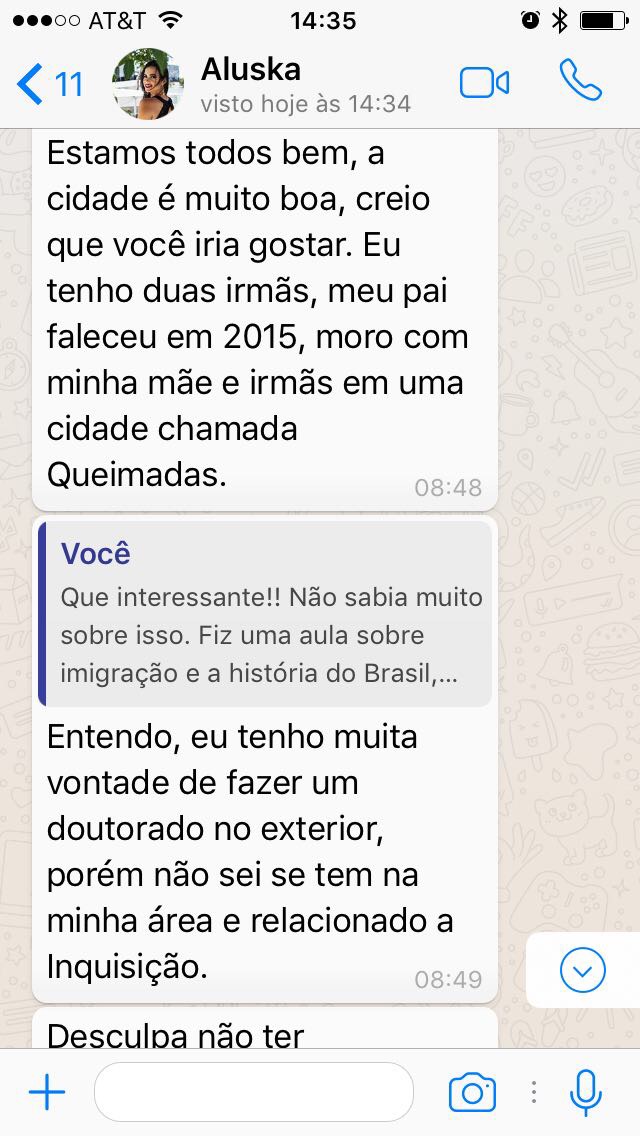 AT&T 14:35
11 Aluska
visto hoje às 14:34
Estamos todos bem, a
cidade é muito boa, creio
que você iria gostar. Eu
tenho duas irmãs, meu pai
faleceu em 2015, moro com
minha mãe e irmãs em uma
cidade chamada
Queimadas.
08:48
Você
Que interessante!! Não sabia muito
sobre isso. Fiz uma aula sobre
imigração e a história do Brasil,...
Entendo, eu tenho muita
vontade de fazer um
doutorado no exterior,
porém não sei se tem na
minha área e relacionado a
Inquisição.
08:49
Desculpa não ter